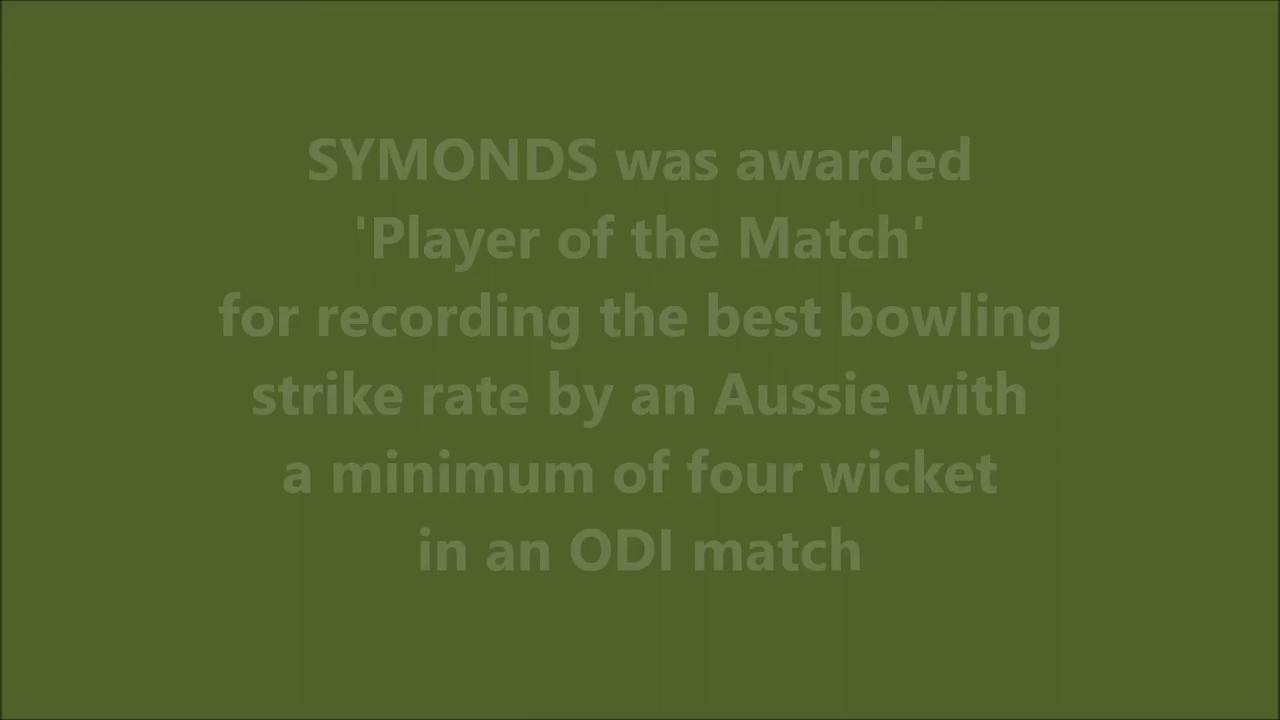 SYMONDS was awarded
'Player of the Match'
for recording the best bowling
strike rate by an Aussie with
a minimum of four wicket
in an ODI match